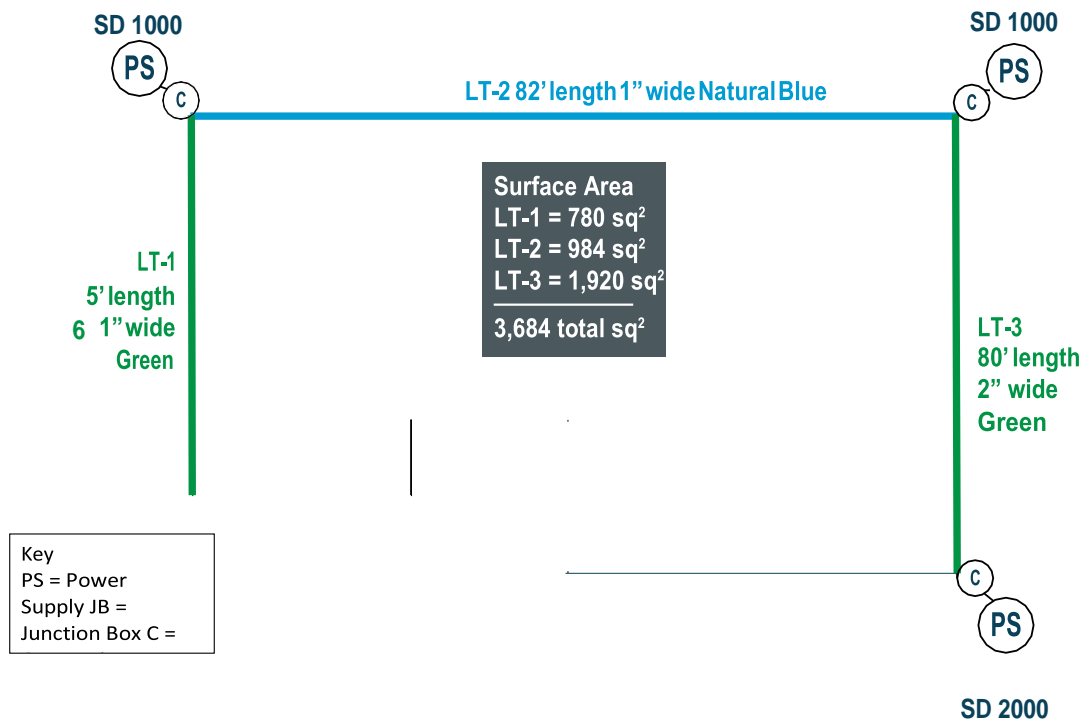 SD 1000
PS
C
SD 1000
PS
C
LT-2 82’ length 1” wide Natural Blue
Surface Area
LT-1 = 780 sq²
LT-2 = 984 sq²
LT-3 = 1,920 sq²
3,684 total sq²
LT-1
5’ length
6 1” wide
Green
LT-3
80’ length
2” wide
Green
Key
PS = Power
Supply JB =
Junction Box C =
C
PS
SD 2000